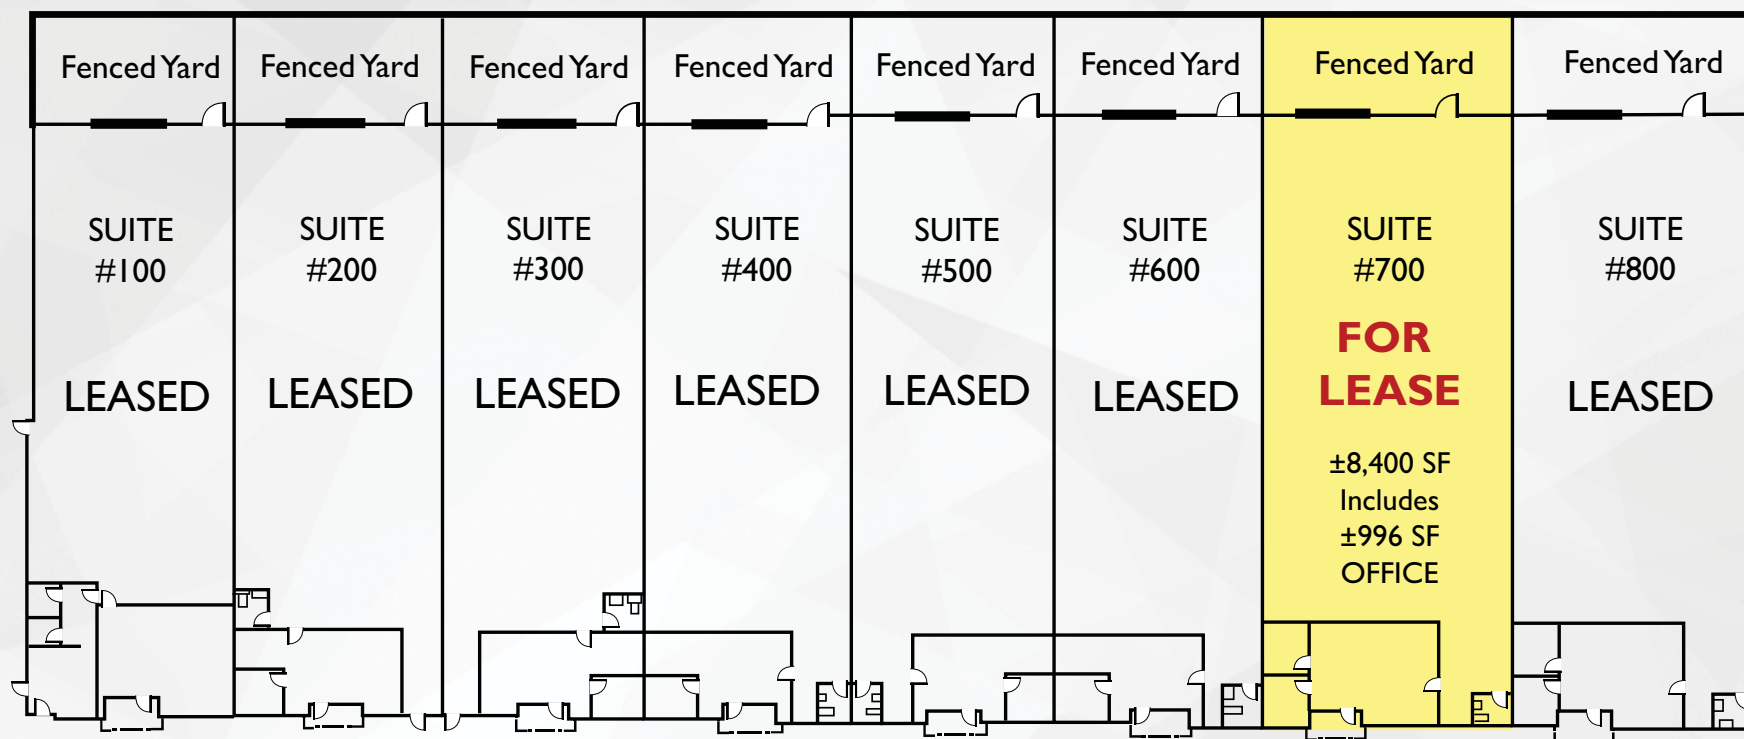 Fenced Yard
Fenced Yard
Fenced Yard
Fenced Yard
Fenced Yard
Fenced Yard
Fenced Yard
Fenced Yard
SUITE
#100
LEASED
SUITE
#200
LEASED
SUITE
#300
LEASED
SUITE
#400
LEASED
SUITE
#500
LEASED
SUITE
#600
LEASED
SUITE
#700
FOR
LEASE
±8,400 SF
Includes
±996 SF
OFFICE
SUITE
#800
LEASED